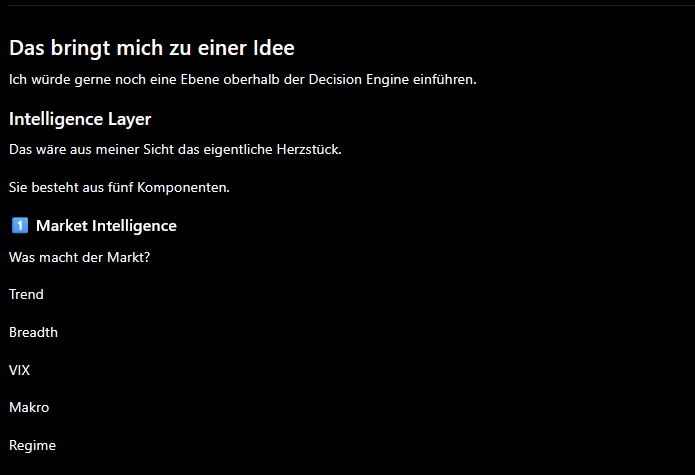 Das bringt mich zu einer Idee
Ich würde gerne noch eine Ebene oberhalb der Decision Engine einführen.
Intelligence Layer
Das wäre aus meiner Sicht das eigentliche Herzstück.
Sie besteht aus fünf Komponenten.
1️⃣ Market Intelligence
Was macht der Markt?
Trend
Breadth
VIX
Makro
Regime